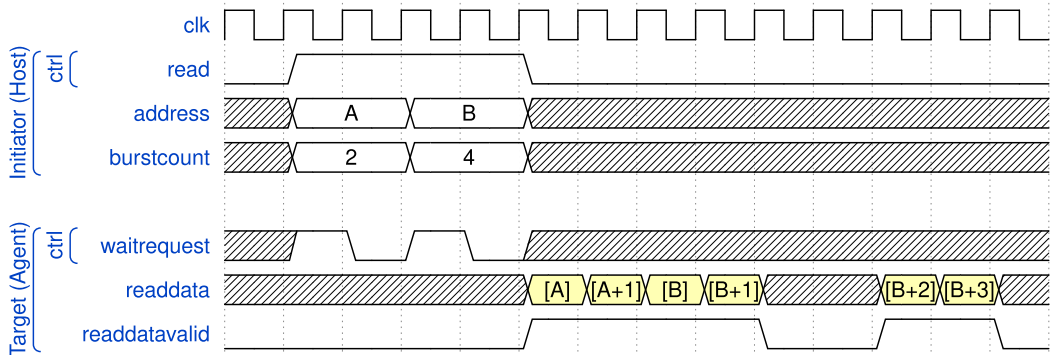 clk
Initiator (Host)
ctrl
read
address A B
burstcount 2 4
Target (Agent)
ctrl
waitrequest
readdata [A] [A+1] [B] [B+1] [B+2] [B+3]
readdatavalid